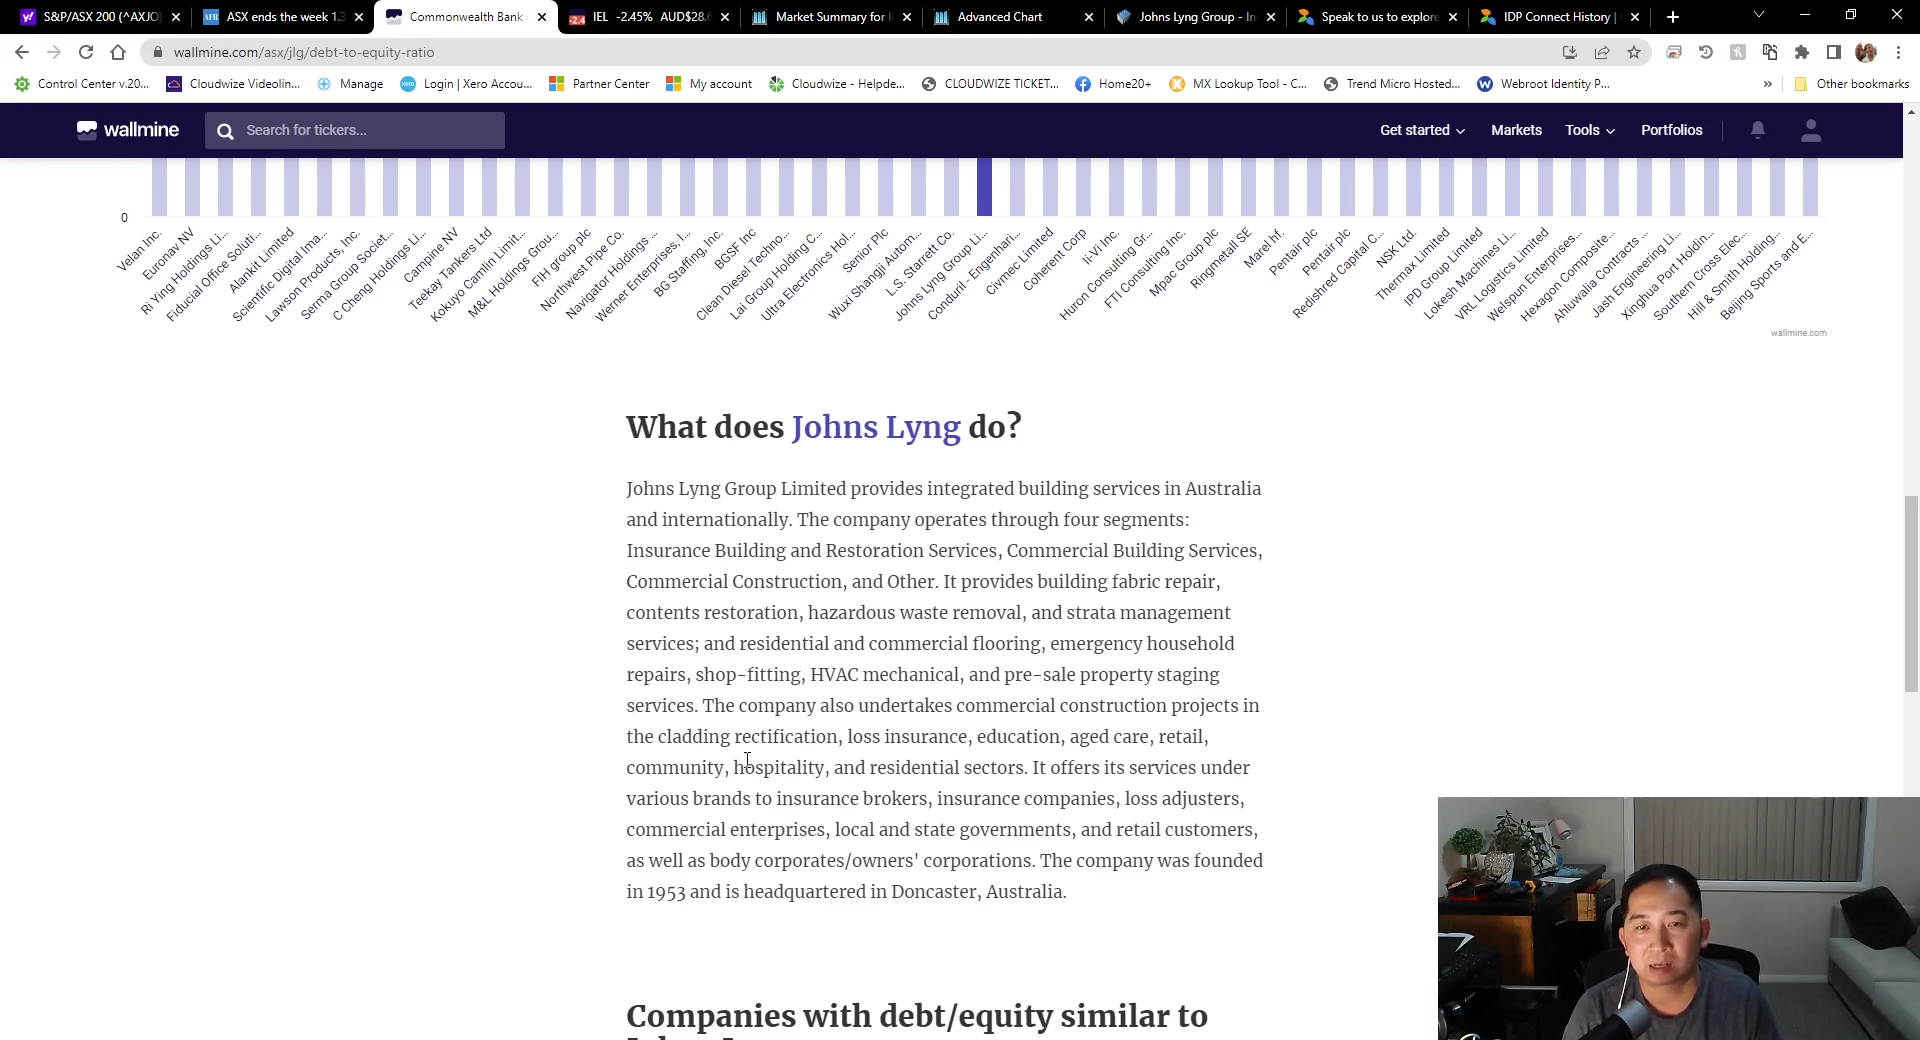 S&P/ASX 200 (^AXJO)
ASX ends the week 1.3
Commonwealth Bank
IEL -2.45% AUD$28.
Market Summary for I
Advanced Chart
Johns Lyng Group - In
Speak to us to explore
IDP Connect History |
wallmine.com/asx/jlg/debt-to-equity-ratio
Control Center v.20...
Cloudwize Videolin...
Manage
Login | Xero Accou...
Partner Center
My account
Cloudwize - Helpde...
CLOUDWIZE TICKET...
Home20+
MX Lookup Tool - C...
Trend Micro Hosted...
Webroot Identity P...
»
Other bookmarks
wallmine
Search for tickers...
Get started
Markets
Tools
Portfolios
0
Velan Inc.
Euronav NV
Ri Ying Holdings Li...
Fiducial Office Soluti...
Alankit Limited
Scientific Digital Ima...
Lawson Products, Inc.
Serma Group Societ...
C Cheng Holdings Li...
Campine NV
Teekay Tankers Ltd
Kokuyo Camlin Limit...
M&L Holdings Grou...
FIH group plc
Northwest Pipe Co.
Navigator Holdings ...
Werner Enterprises, I...
BG Staffing, Inc.
BGSF Inc
Clean Diesel Techno...
Lai Group Holding C...
Ultra Electronics Hol...
Senior Plc
Wuxi Shangji Autom...
L.S. Starrett Co.
Johns Lyng Group Li...
Conduril - Engenhari...
Civmec Limited
Coherent Corp
Ii-Vi Inc.
Huron Consulting Gr...
FTI Consulting Inc.
Mpac Group plc
Ringmetall SE
Marel hf.
Pentair plc
Pentair plc
Redishred Capital C...
NSK Ltd.
Thermax Limited
IPD Group Limited
Lokesh Machines Li...
VRL Logistics Limited
Welspun Enterprises...
Hexagon Composite...
Ahluwalia Contracts ...
Jash Engineering Li...
Xinghua Port Holdin...
Southern Cross Elec...
Hill & Smith Holding...
Beijing Sports and E...
wallmine.com
What does Johns Lyng do?
Johns Lyng Group Limited provides integrated building services in Australia
and internationally. The company operates through four segments:
Insurance Building and Restoration Services, Commercial Building Services,
Commercial Construction, and Other. It provides building fabric repair,
contents restoration, hazardous waste removal, and strata management
services; and residential and commercial flooring, emergency household
repairs, shop-fitting, HVAC mechanical, and pre-sale property staging
services. The company also undertakes commercial construction projects in
the cladding rectification, loss insurance, education, aged care, retail,
community, hospitality, and residential sectors. It offers its services under
various brands to insurance brokers, insurance companies, loss adjusters,
commercial enterprises, local and state governments, and retail customers,
as well as body corporates/owners' corporations. The company was founded
in 1953 and is headquartered in Doncaster, Australia.
Companies with debt/equity similar to